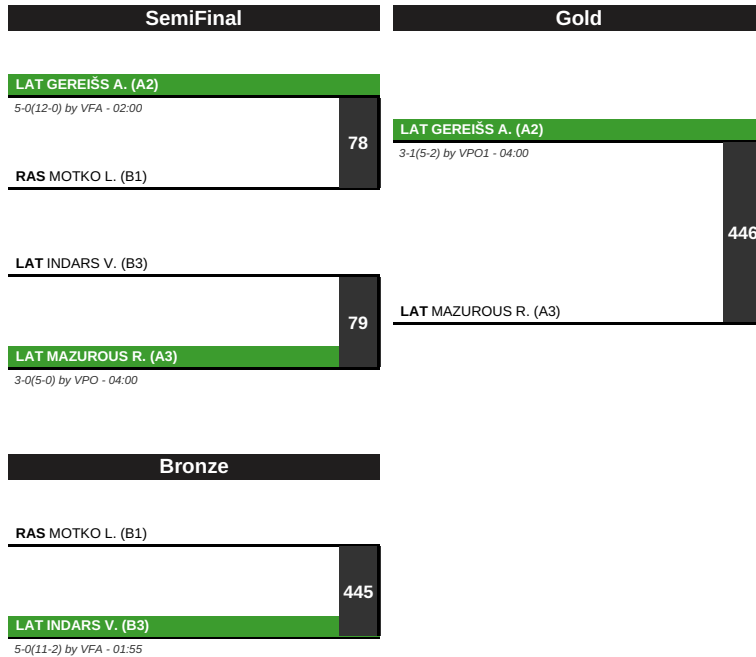 SemiFinal
LAT GEREIŠS A. (A2)
5-0(12-0) by VFA - 02:00
78
RAS MOTKO L. (B1)
LAT INDARS V. (B3)
79
LAT MAZUROUS R. (A3)
3-0(5-0) by VPO - 04:00
Gold
LAT GEREIŠS A. (A2)
3-1(5-2) by VPO1 - 04:00
446
LAT MAZUROUS R. (A3)
Bronze
RAS MOTKO L. (B1)
445
LAT INDARS V. (B3)
5-0(11-2) by VFA - 01:55